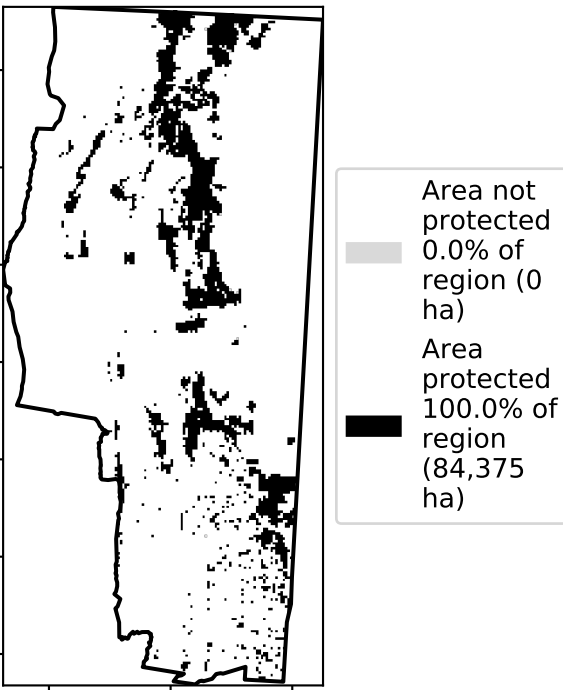 Area not
protected
0.0% of
region (0
ha)
Area
protected
100.0% of
region
(84,375
ha)